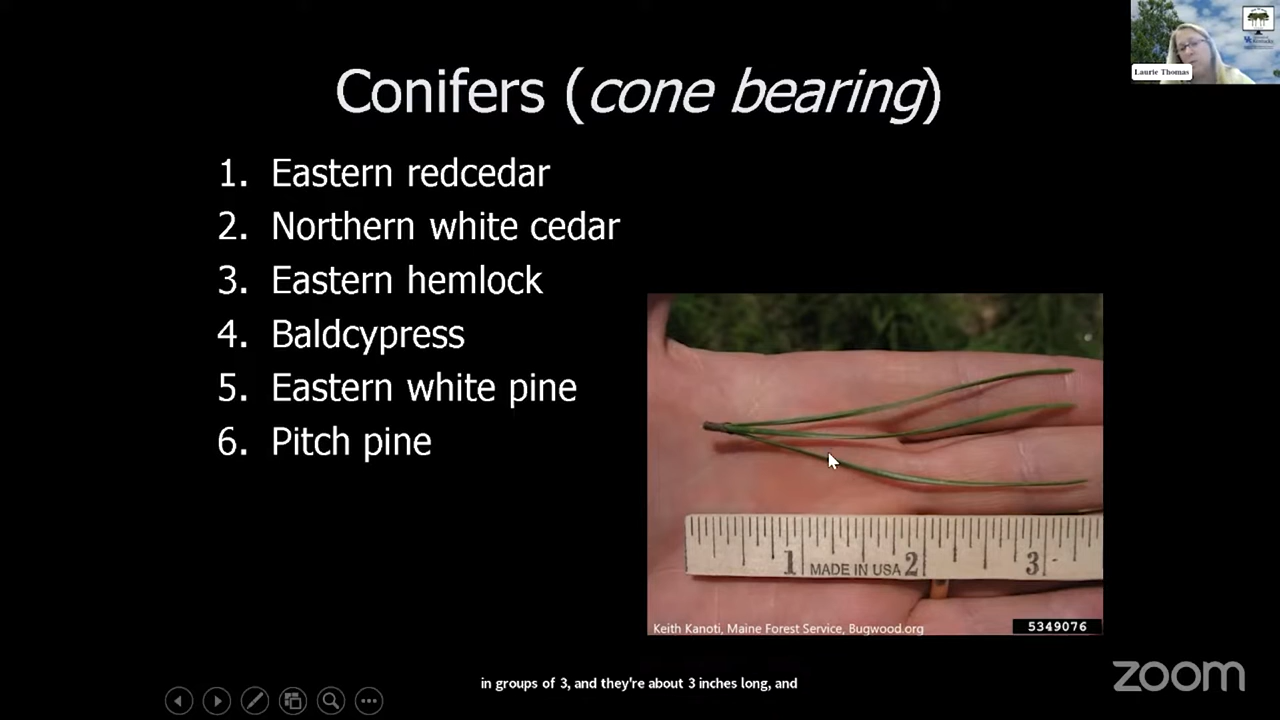 Conifers (cone bearing)
1. Eastern redcedar
2. Northern white cedar
3. Eastern hemlock
4. Baldcypress
5. Eastern white pine
6. Pitch pine
Laurie Thomas
1 MADE IN USA 2 3
Keith Kanoti, Maine Forest Service, Bugwood.org
5349076
in groups of 3, and they're about 3 inches long, and
zoom